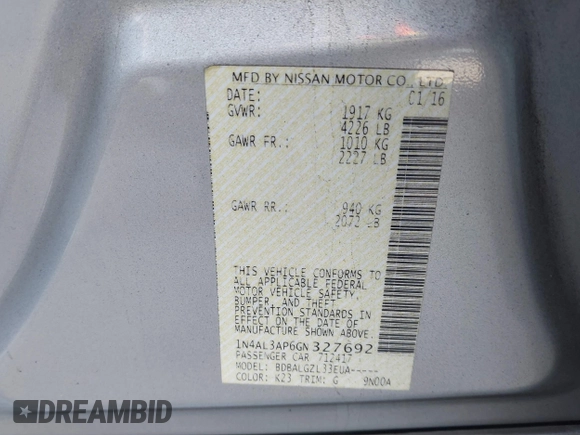 MFD BY NISSAN MOTOR CO., LTD.
DATE: 01/16
GVWR: 1917 KG
4226 LB
GAWR FR.: 1010 KG
2227 LB
GAWR RR.: 940 KG
2072 LB
THIS VEHICLE CONFORMS TO
ALL APPLICABLE FEDERAL
MOTOR VEHICLE SAFETY,
BUMPER, AND THEFT
PREVENTION STANDARDS IN
EFFECT ON THE DATE OF
MANUFACTURE SHOWN ABOVE.
1N4AL3AP6GN327692
PASSENGER CAR 712417
MODEL: BDBALGZL33EUA-----
COLOR: K23 TRIM: G 9N00A
DREAMBID